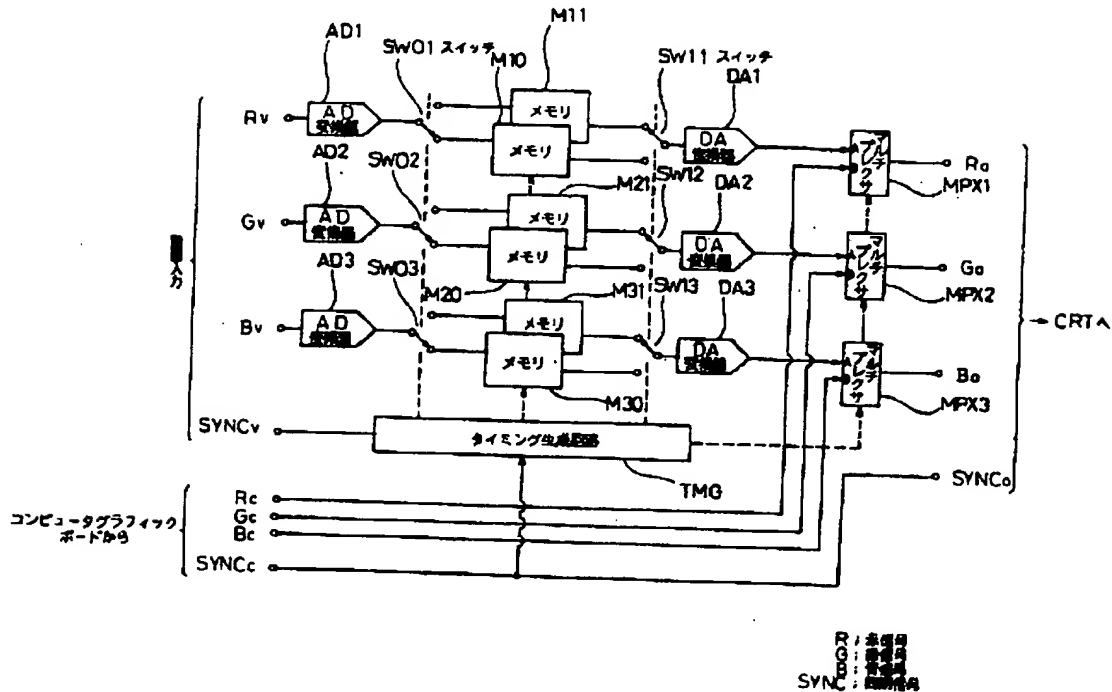 M11
AD1
SW01 スイッチ
M10
SW11 スイッチ
DA1
Rv
AD
変換器
メモリ
メモリ
DA
変換器
マルチ
プレクサ
A
Ro
MPX1
AD2
SW02
M21
SW12
DA2
Gv
AD
変換器
メモリ
メモリ
DA
変換器
マルチ
プレクサ
A
Go
MPX2
入力
AD3
SW03
M20
M31
SW13
DA3
Bv
AD
変換器
メモリ
メモリ
DA
変換器
マルチ
プレクサ
A
Bo
MPX3
→ CRTへ
M30
SYNCv
タイミング生成回路
TMG
SYNCo
コンピュータグラフィック
ボードから
Rc
Gc
Bc
SYNCc
R ;
G ;
B ;
SYNC ;